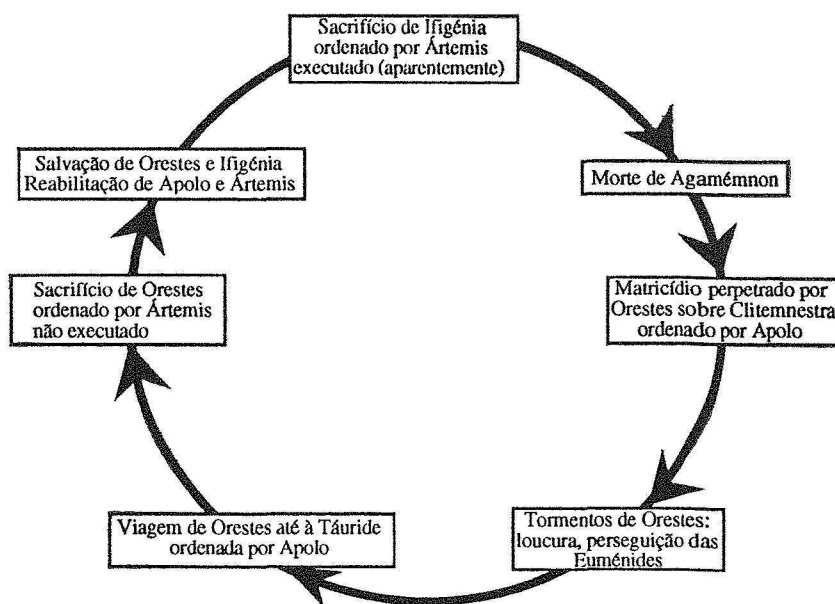 Sacrifício de Ifigénia
ordenado por Ártemis
executado (aparentemente)
Morte de Agamémnon
Matricídio perpetrado por
Orestes sobre Clitemnestra
ordenado por Apolo
Tormentos de Orestes:
loucura, perseguição das
Euménides
Viagem de Orestes até à Táuride
ordenada por Apolo
Sacrifício de Orestes
ordenado por Ártemis
não executado
Salvação de Orestes e Ifigénia
Reabilitação de Apolo e Ártemis